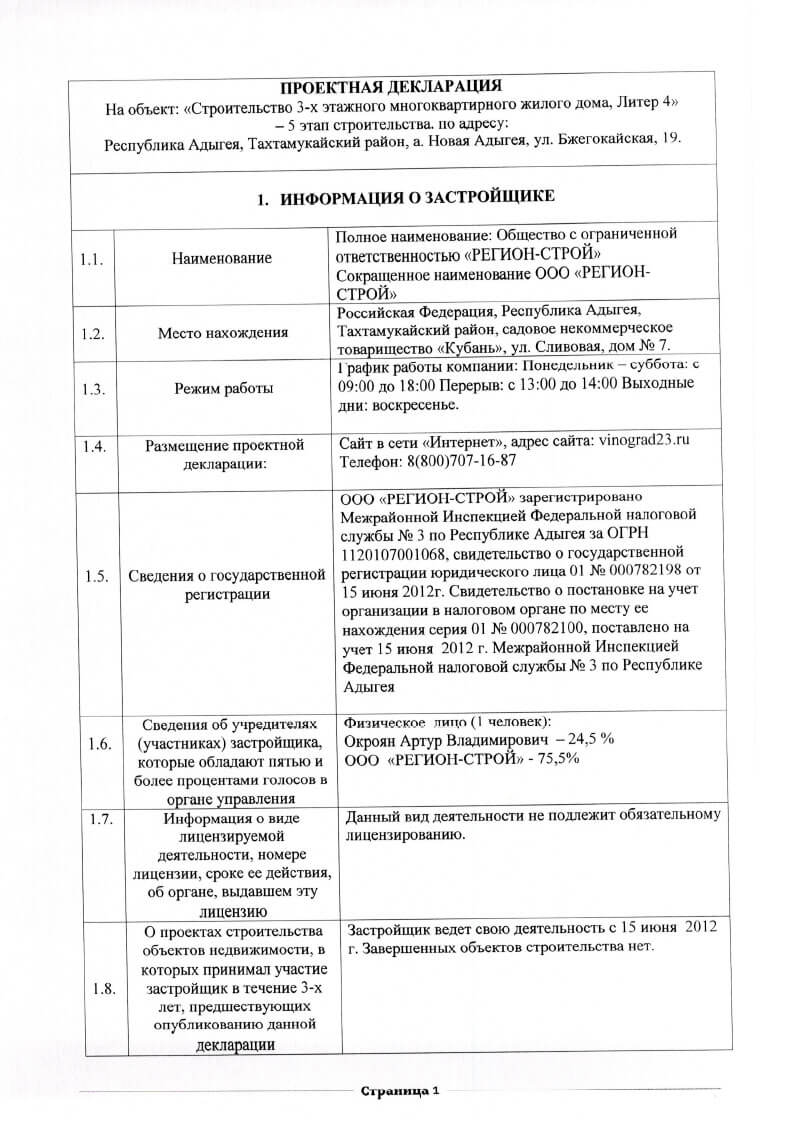 ПРОЕКТНАЯ ДЕКЛАРАЦИЯ
На объект: «Строительство 3-х этажного многоквартирного жилого дома, Литер 4»
– 5 этап строительства. по адресу:
Республика Адыгея, Тахтамукайский район, а. Новая Адыгея, ул. Бжегокайская, 19.
1. ИНФОРМАЦИЯ О ЗАСТРОЙЩИКЕ
1.1.
Наименование
Полное наименование: Общество с ограниченной
ответственностью «РЕГИОН-СТРОЙ»
Сокращенное наименование ООО «РЕГИОН-
СТРОЙ»
1.2.
Место нахождения
Российская Федерация, Республика Адыгея,
Тахтамукайский район, садовое некоммерческое
товарищество «Кубань», ул. Сливовая, дом № 7.
1.3.
Режим работы
График работы компании: Понедельник – суббота: с
09:00 до 18:00 Перерыв: с 13:00 до 14:00 Выходные
дни: воскресенье.
1.4.
Размещение проектной
декларации:
Сайт в сети «Интернет», адрес сайта: vinograd23.ru
Телефон: 8(800)707-16-87
1.5.
Сведения о государственной
регистрации
ООО «РЕГИОН-СТРОЙ» зарегистрировано
Межрайонной Инспекцией Федеральной налоговой
службы № 3 по Республике Адыгея за ОГРН
1120107001068, свидетельство о государственной
регистрации юридического лица 01 № 000782198 от
15 июня 2012г. Свидетельство о постановке на учет
организации в налоговом органе по месту ее
нахождения серия 01 № 000782100, поставлено на
учет 15 июня 2012 г. Межрайонной Инспекцией
Федеральной налоговой службы № 3 по Республике
Адыгея
1.6.
Сведения об учредителях
(участниках) застройщика,
которые обладают пятью и
более процентами голосов в
органе управления
Физическое лицо (1 человек):
Окроян Артур Владимирович – 24,5 %
ООО «РЕГИОН-СТРОЙ» - 75,5%
1.7.
Информация о виде
лицензируемой
деятельности, номере
лицензии, сроке ее действия,
об органе, выдавшем эту
лицензию
Данный вид деятельности не подлежит обязательному
лицензированию.
1.8.
О проектах строительства
объектов недвижимости, в
которых принимал участие
застройщик в течение 3-х
лет, предшествующих
опубликованию данной
декларации
Застройщик ведет свою деятельность с 15 июня 2012
г. Завершенных объектов строительства нет.
Страница 1